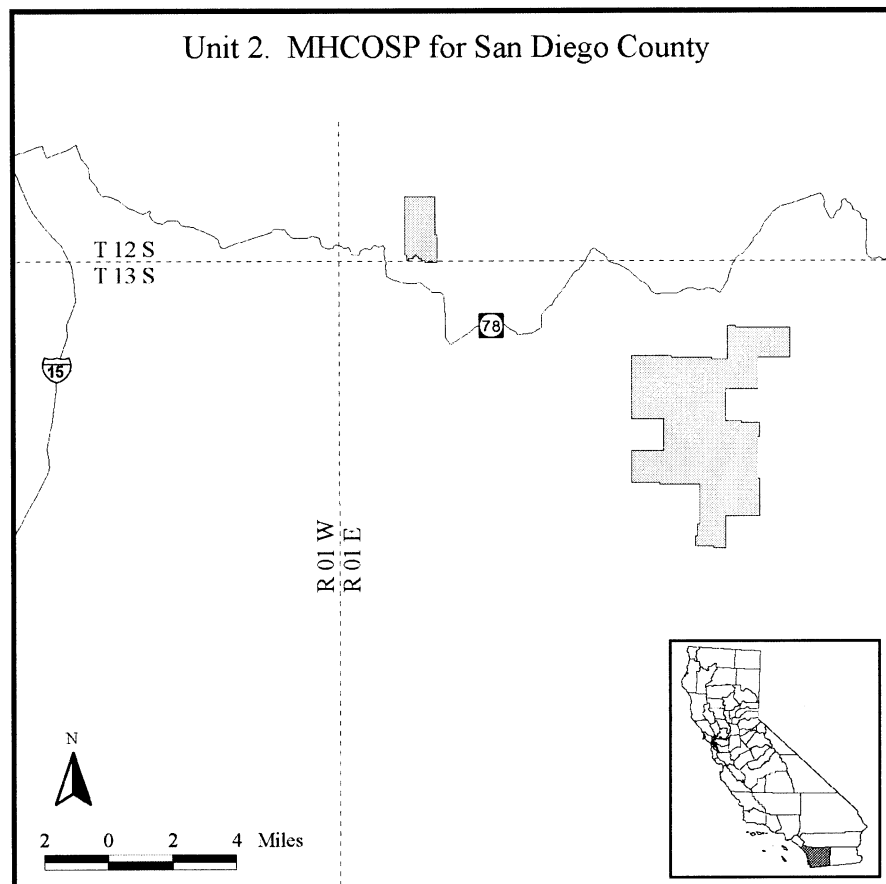 Unit 2.  MHCOSP for San Diego County
T 12 S
T 13 S
78
15
R 01 W
R 01 E
N
2 0 2 4 Miles